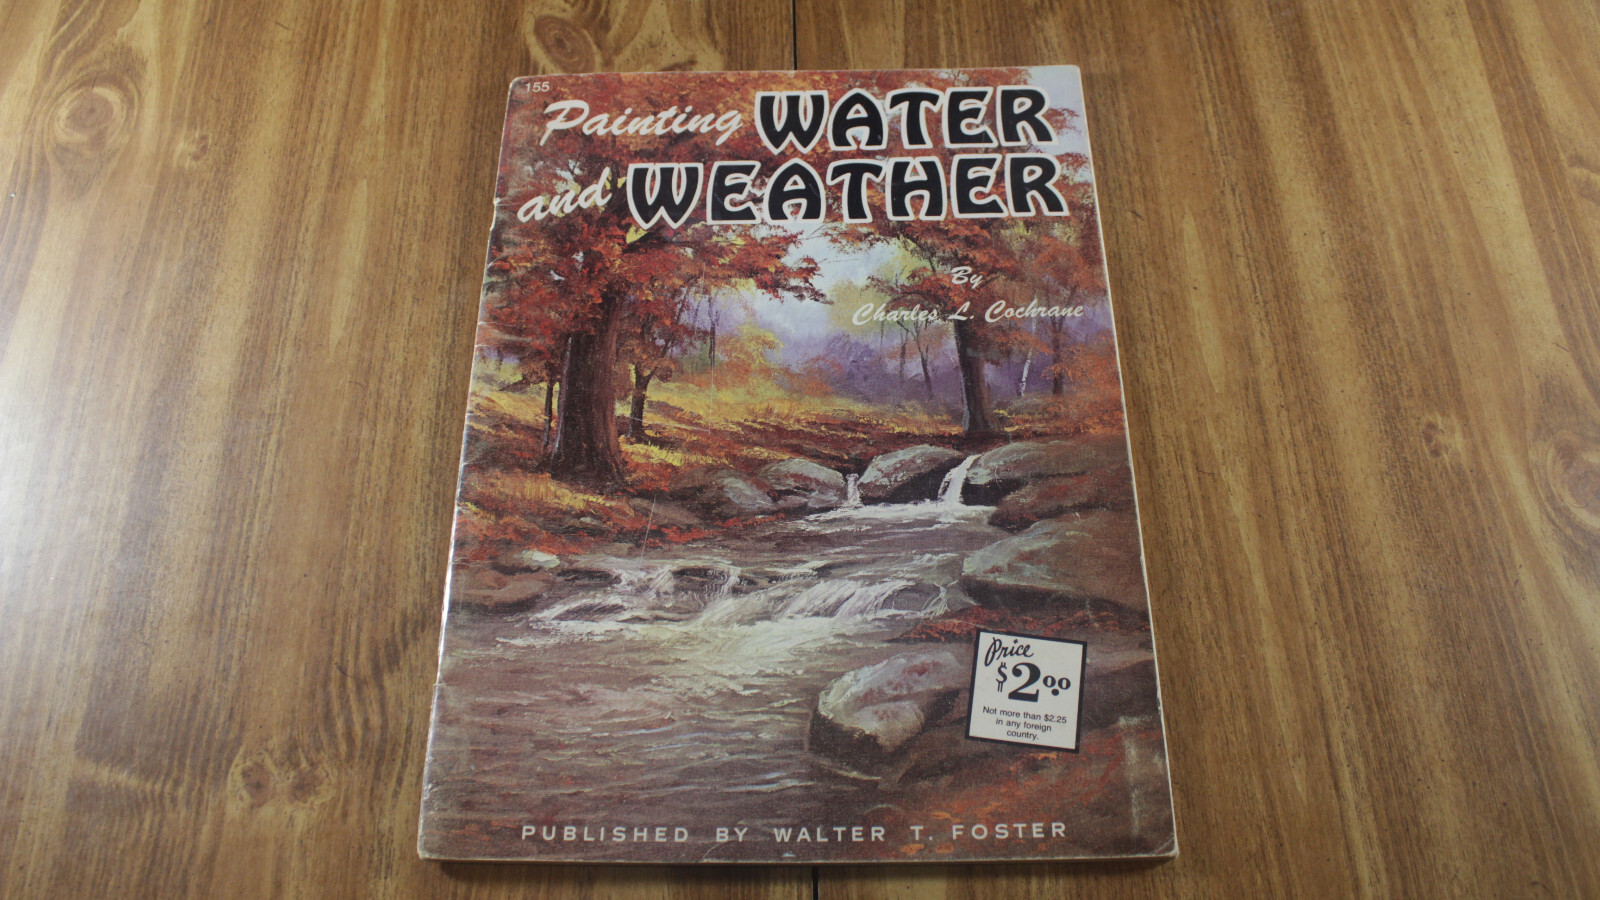 155
Painting WATER
and WEATHER
By
Charles L. Cochrane
Price
$2.00
Not more than $2.25
in any foreign
country.
PUBLISHED BY WALTER T. FOSTER